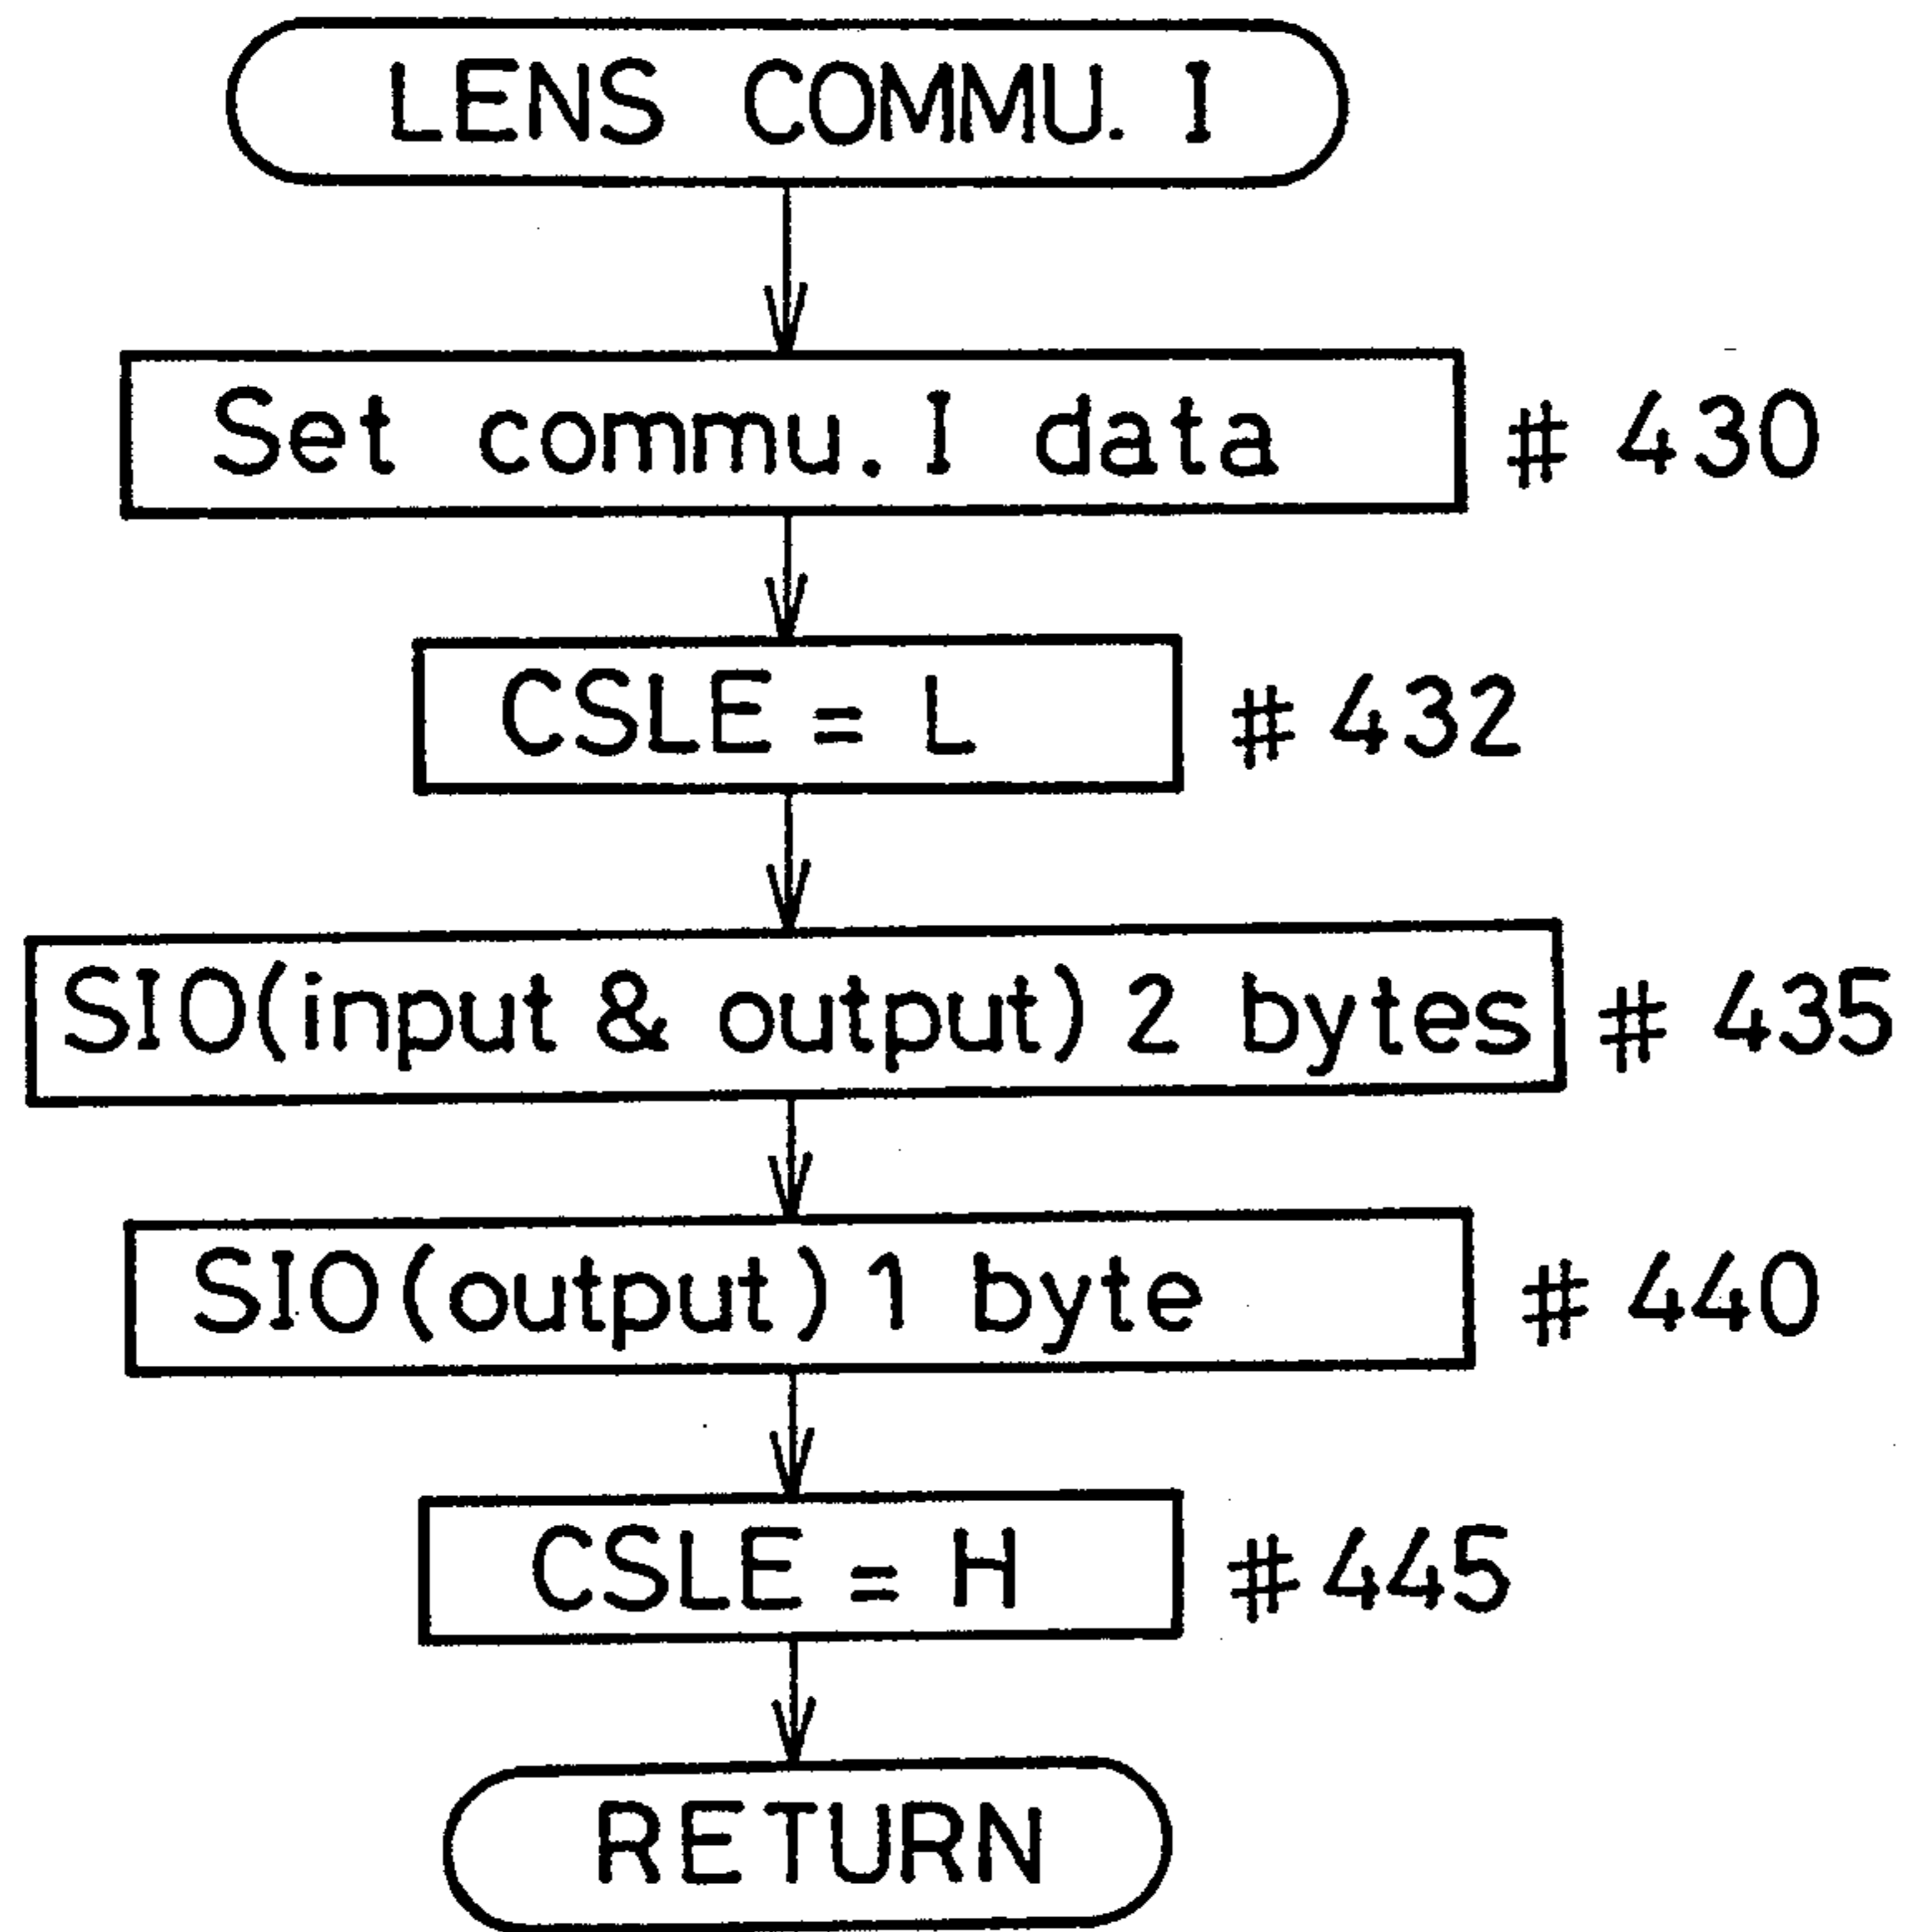 LENS COMMU. I
Set commu. I data # 430
CSLE = L # 432
SIO(input & output) 2 bytes # 435
SIO(output) 1 byte # 440
CSLE = H # 445
RETURN